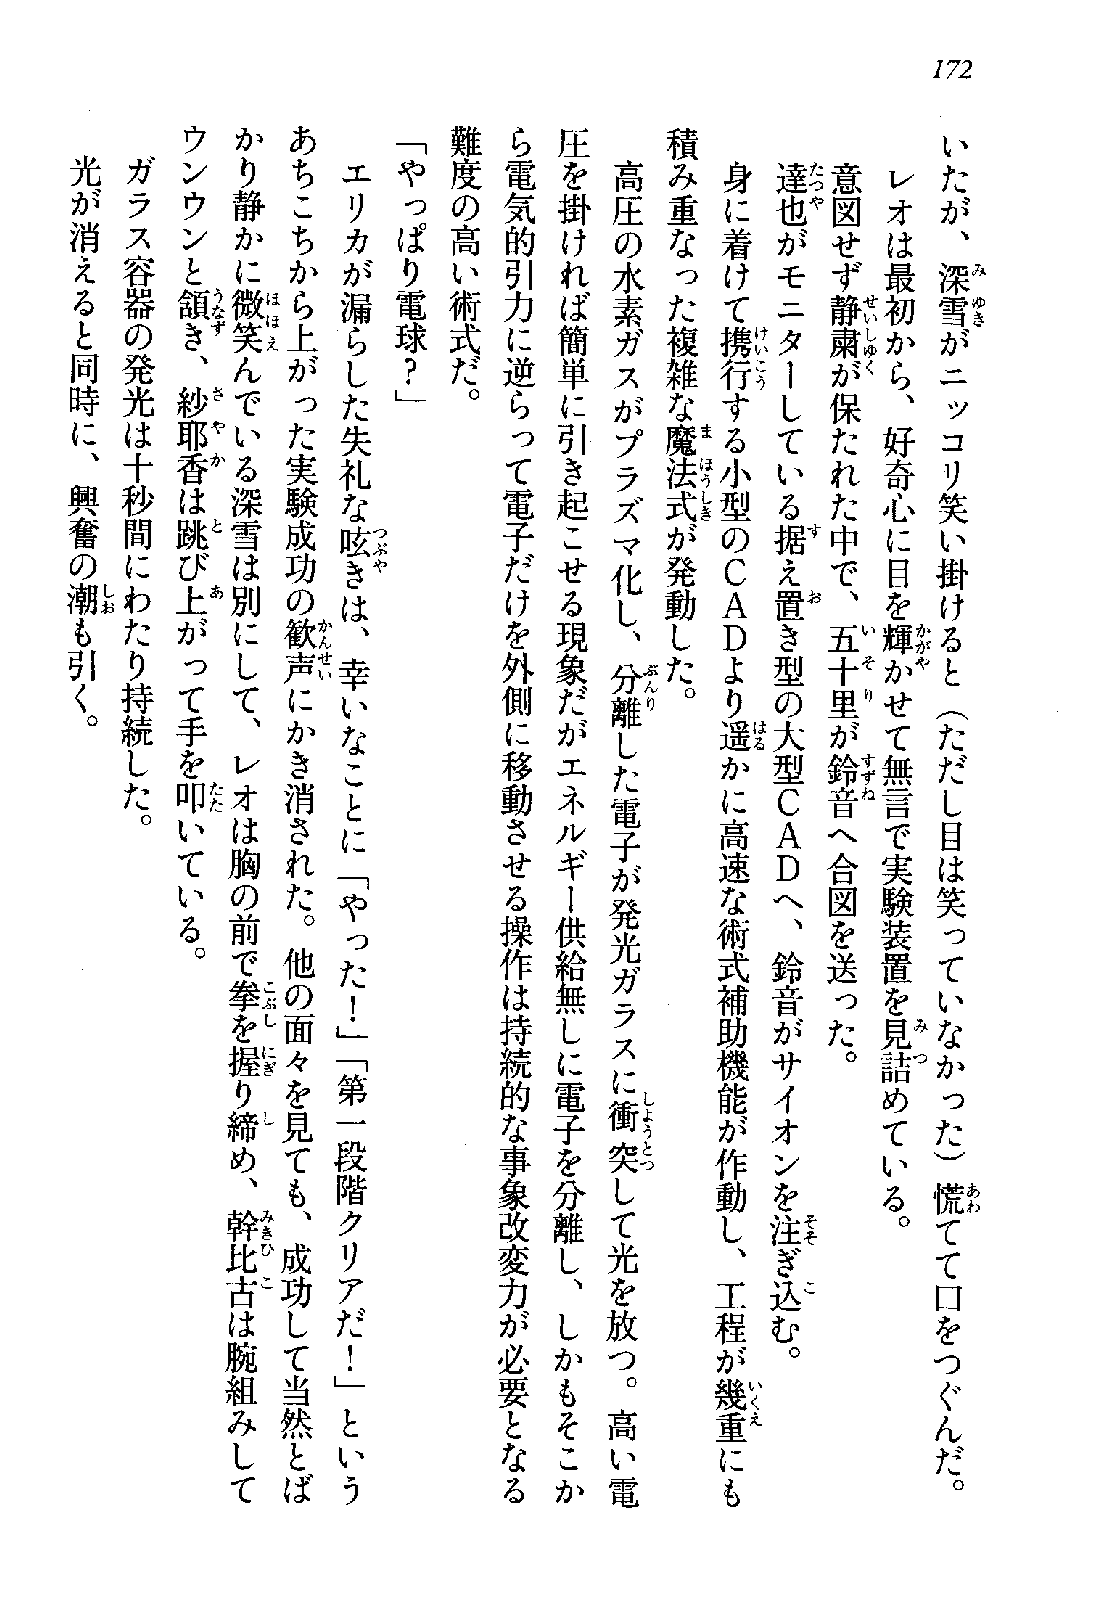 172
いたが、深雪がニッコリ笑い掛けると（ただし目は笑っていなかった）慌てて口をつぐんだ。
レオは最初から、好奇心に目を輝かせて無言で実験装置を見詰めている。
意図せず静粛が保たれた中で、五十里が鈴音へ合図を送った。
達也がモニターしている据え置き型の大型ＣＡＤへ、鈴音がサイオンを注ぎ込む。
身に着けて携行する小型のＣＡＤより遥かに高速な術式補助機能が作動し、工程が幾重にも
積み重なった複雑な魔法式が発動した。
高圧の水素ガスがプラズマ化し、分離した電子が発光ガラスに衝突して光を放つ。高い電
圧を掛ければ簡単に引き起こせる現象だがエネルギー供給無しに電子を分離し、しかもそこか
ら電気的引力に逆らって電子だけを外側に移動させる操作は持続的な事象改変力が必要となる
難度の高い術式だ。
「やっぱり電球？」
エリカが漏らした失礼な呟きは、幸いなことに「やった！」「第一段階クリアだ！」という
あちこちから上がった実験成功の歓声にかき消された。他の面々を見ても、成功して当然とば
かり静かに微笑んでいる深雪は別にして、レオは胸の前で拳を握り締め、幹比古は腕組みして
ウンウンと頷き、紗耶香は跳び上がって手を叩いている。
ガラス容器の発光は十秒間にわたり持続した。
光が消えると同時に、興奮の潮も引く。